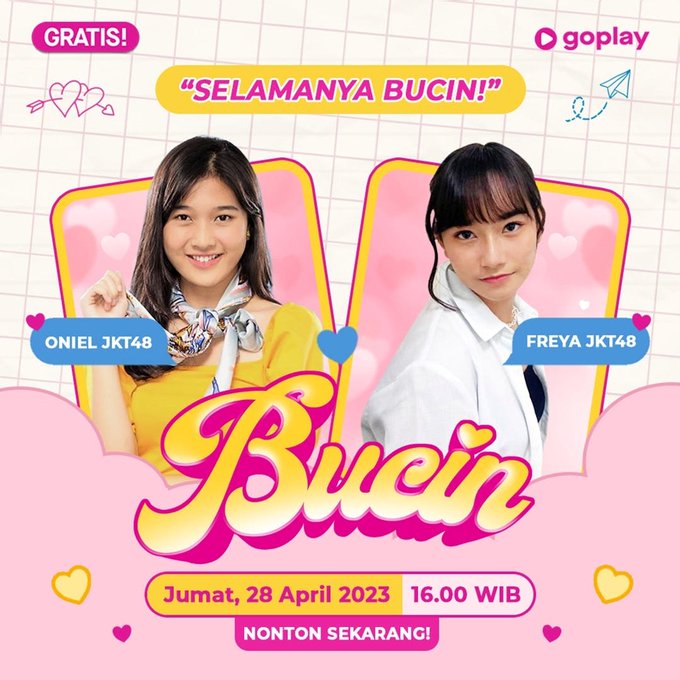 GRATIS!
goplay
“SELAMANYA BUCIN!”
ONIEL JKT48
FREYA JKT48
Bucin
Jumat, 28 April 2023 16.00 WIB
NONTON SEKARANG!